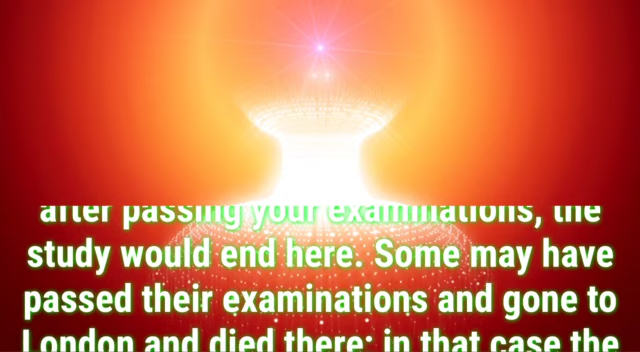 after passing your examinations, the
study would end here. Some may have
passed their examinations and gone to
London and died there; in that case the